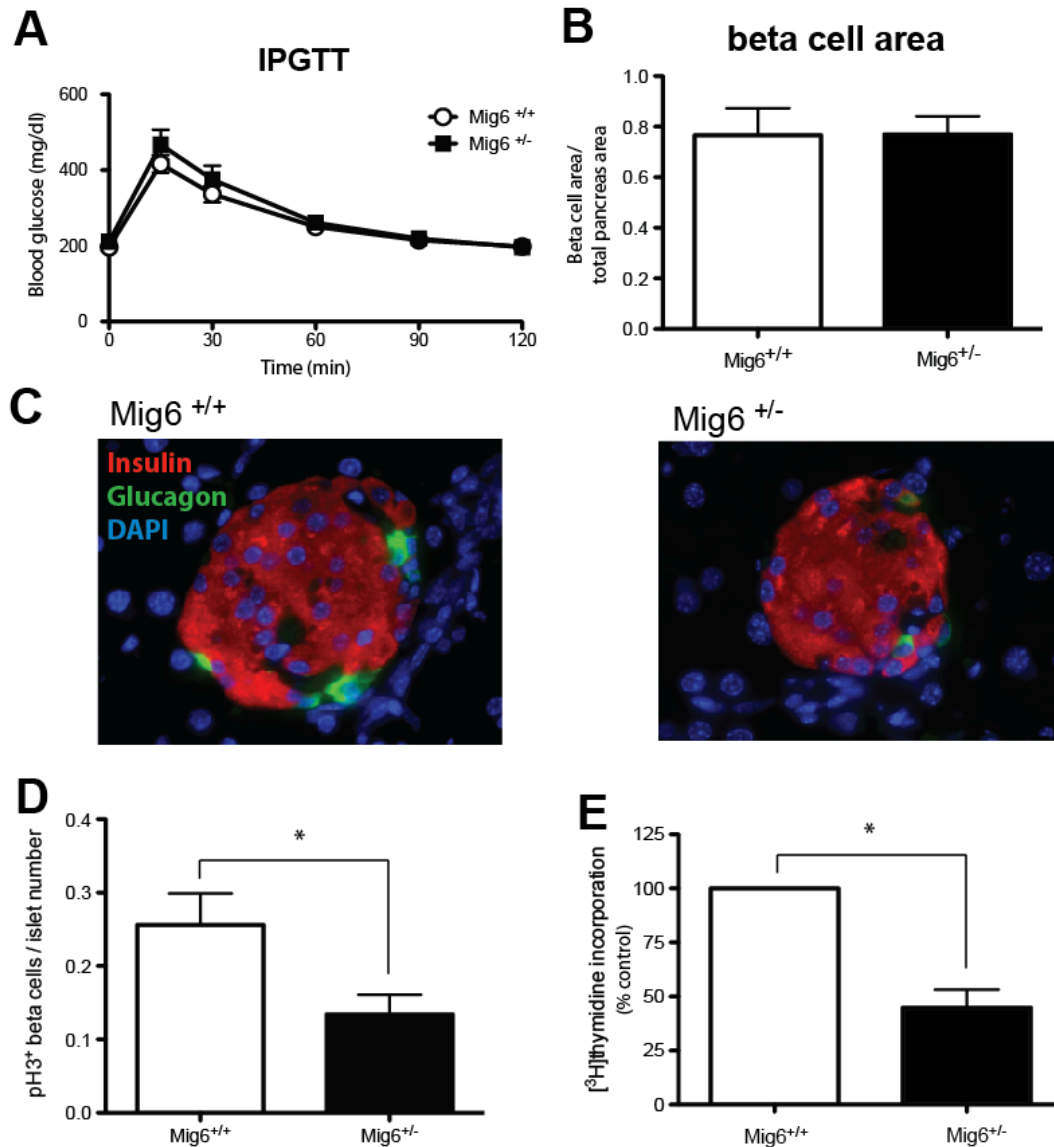 A
IPGTT
Blood glucose (mg/dl)
600
400
200
0
0 30 60 90 120
Time (min)
Mig6 +/+
Mig6 +/-
B
beta cell area
Beta cell area/
total pancreas area
1.0
0.8
0.6
0.4
0.2
0.0
Mig6+/+ Mig6+/-
C
Mig6 +/+
Insulin
Glucagon
DAPI
Mig6 +/-
D
pH3+ beta cells / islet number
0.4
0.3
0.2
0.1
0.0
*
Mig6+/+ Mig6+/-
E
[3H]thymidine incorporation
(% control)
125
100
75
50
25
0
*
Mig6+/+ Mig6+/-